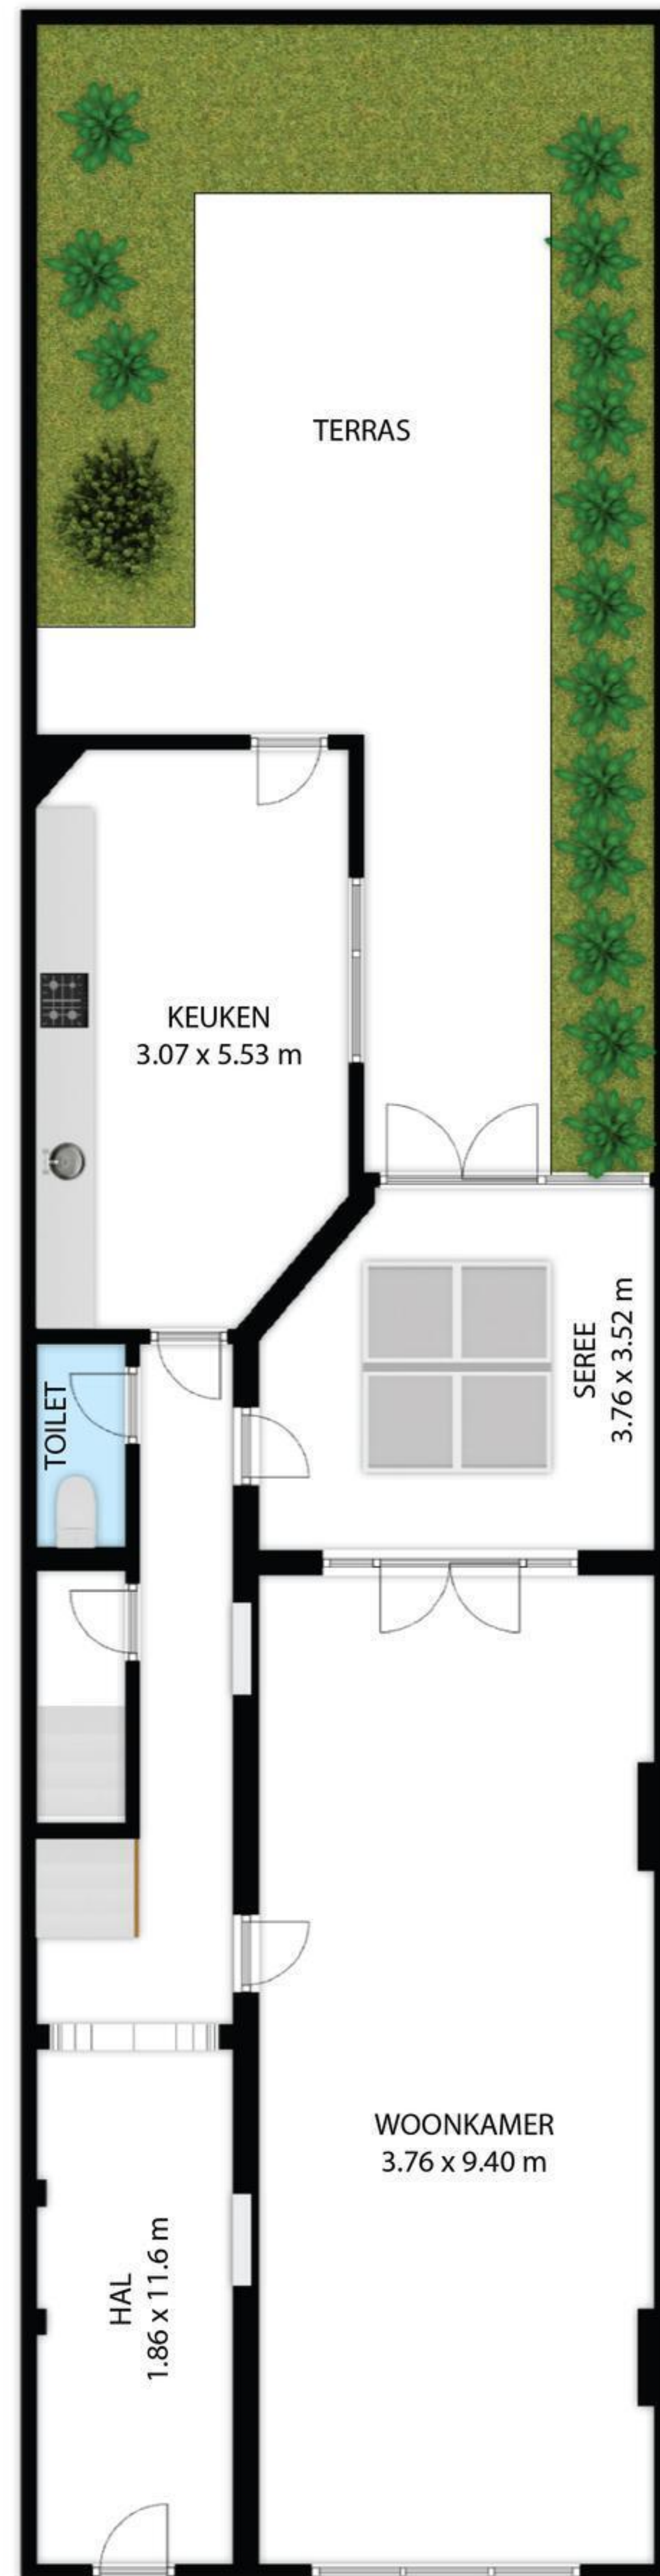 TERRAS
KEUKEN
3.07 x 5.53 m
SEREE
3.76 x 3.52 m
TOILET
WOONKAMER
3.76 x 9.40 m
HAL
1.86 x 11.6 m